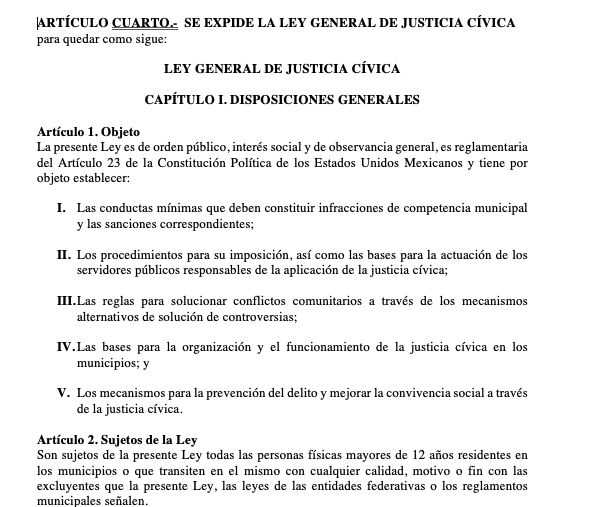 ARTÍCULO CUARTO.- SE EXPIDE LA LEY GENERAL DE JUSTICIA CÍVICA
para quedar como sigue:
LEY GENERAL DE JUSTICIA CÍVICA
CAPÍTULO I. DISPOSICIONES GENERALES
Artículo 1. Objeto
La presente Ley es de orden público, interés social y de observancia general, es reglamentaria
del Artículo 23 de la Constitución Política de los Estados Unidos Mexicanos y tiene por
objeto establecer:
I. Las conductas mínimas que deben constituir infracciones de competencia municipal
y las sanciones correspondientes;
II. Los procedimientos para su imposición, así como las bases para la actuación de los
servidores públicos responsables de la aplicación de la justicia cívica;
III. Las reglas para solucionar conflictos comunitarios a través de los mecanismos
alternativos de solución de controversias;
IV. Las bases para la organización y el funcionamiento de la justicia cívica en los
municipios; y
V. Los mecanismos para la prevención del delito y mejorar la convivencia social a través
de la justicia cívica.
Artículo 2. Sujetos de la Ley
Son sujetos de la presente Ley todas las personas físicas mayores de 12 años residentes en
los municipios o que transiten en el mismo con cualquier calidad, motivo o fin con las
excluyentes que la presente Ley, las leyes de las entidades federativas o los reglamentos
municipales señalen.